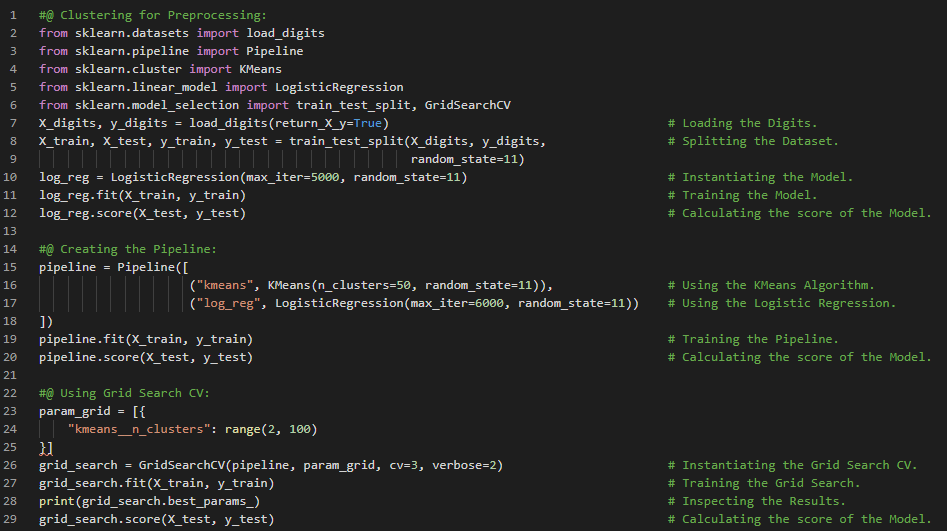 1 #@ Clustering for Preprocessing:
2 from sklearn.datasets import load_digits
3 from sklearn.pipeline import Pipeline
4 from sklearn.cluster import KMeans
5 from sklearn.linear_model import LogisticRegression
6 from sklearn.model_selection import train_test_split, GridSearchCV
7 X_digits, y_digits = load_digits(return_X_y=True) # Loading the Digits.
8 X_train, X_test, y_train, y_test = train_test_split(X_digits, y_digits, # Splitting the Dataset.
9 random_state=11)
10 log_reg = LogisticRegression(max_iter=5000, random_state=11) # Instantiating the Model.
11 log_reg.fit(X_train, y_train) # Training the Model.
12 log_reg.score(X_test, y_test) # Calculating the score of the Model.
13
14 #@ Creating the Pipeline:
15 pipeline = Pipeline([
16 ("kmeans", KMeans(n_clusters=50, random_state=11)), # Using the KMeans Algorithm.
17 ("log_reg", LogisticRegression(max_iter=6000, random_state=11)) # Using the Logistic Regression.
18 ])
19 pipeline.fit(X_train, y_train) # Training the Pipeline.
20 pipeline.score(X_test, y_test) # Calculating the score of the Model.
21
22 #@ Using Grid Search CV:
23 param_grid = [{
24 "kmeans__n_clusters": range(2, 100)
25 }]
26 grid_search = GridSearchCV(pipeline, param_grid, cv=3, verbose=2) # Instantiating the Grid Search CV.
27 grid_search.fit(X_train, y_train) # Training the Grid Search.
28 print(grid_search.best_params_) # Inspecting the Results.
29 grid_search.score(X_test, y_test) # Calculating the score of the Model.